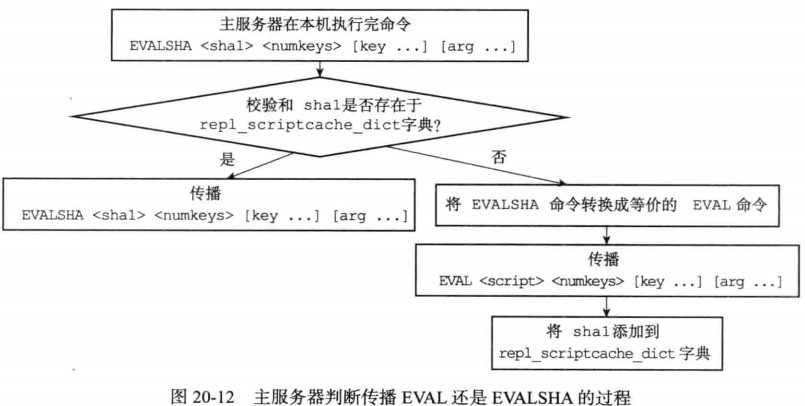 主服务器在本机执行完命令
EVALSHA <sha1> <numkeys> [key ...] [arg ...]
校验和 sha1是否存在于
repl_scriptcache_dict字典?
是
否
传播
EVALSHA <sha1> <numkeys> [key ...] [arg ...]
将 EVALSHA 命令转换成等价的 EVAL 命令
传播
EVAL <script> <numkeys> [key ...] [arg ...]
将 sha1添加到
repl_scriptcache_dict 字典
图 20-12 主服务器判断传播 EVAL 还是 EVALSHA 的过程